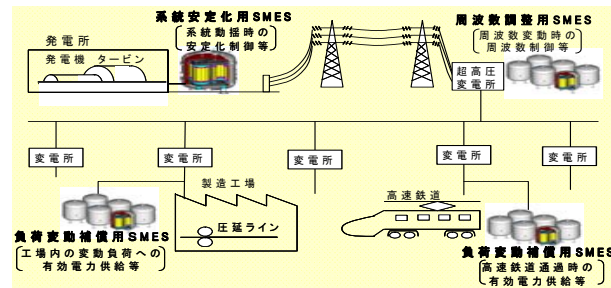 系統安定化用SMES
系統動揺時の
安定化制御等
周波数調整用SMES
周波数変動時の
周波数制御等
発電所
発電機 タービン
超高圧
変電所
変電所
変電所
変電所
変電所
変電所
製造工場
高速鉄道
圧延ライン
負荷変動補償用SMES
工場内の変動負荷への
有効電力供給等
負荷変動補償用SMES
高速鉄道通過時の
有効電力供給等